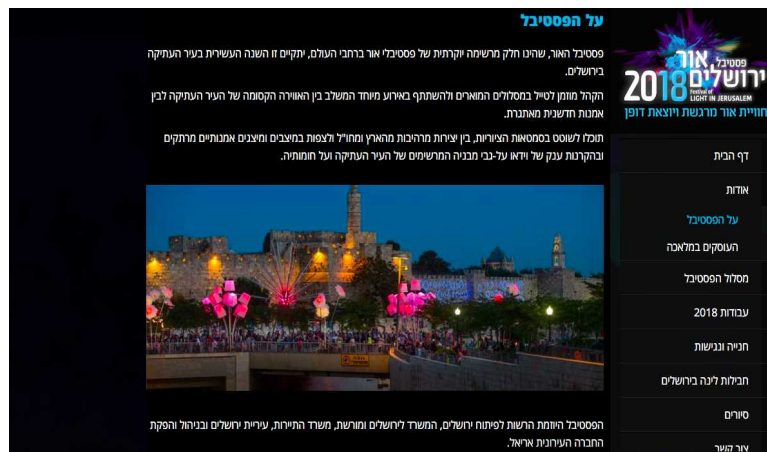 על הפסטיבל
פסטיבל האור, שהינו חלק מרשימה יוקרתית של פסטיבלי אור ברחבי העולם, יתקיים זו השנה העשירית בעיר העתיקה
בירושלים.
הקהל מוזמן לטייל במסלולים המוארים ולהשתתף באירוע מיוחד המשלב בין האווירה הקסומה של העיר העתיקה לבין
אמנות חדשנית מאתגרת.
תוכלו לשוטט בסמטאות הציוריות, בין יצירות מרהיבות מהארץ ומחו"ל ולצפות במיצבים ומיצגים אמנותיים מרתקים
ובהקרנות ענק של וידאו על-גבי מבניה המרשימים של העיר העתיקה ועל חומותיה.
הפסטיבל היוזמת הרשות לפיתוח ירושלים, המשרד לירושלים ומורשת, משרד התיירות, עיריית ירושלים ובניהול והפקת
החברה העירונית אריאל.
פסטיבל אור
ירושלים
2018
Festival of
LIGHT IN JERUSALEM
חוויית אור מרגשת ויוצאת דופן
דף הבית
אודות
על הפסטיבל
העוסקים במלאכה
מסלול הפסטיבל
עבודות 2018
חנייה ונגישות
חבילות לינה בירושלים
סיורים
צור קשר